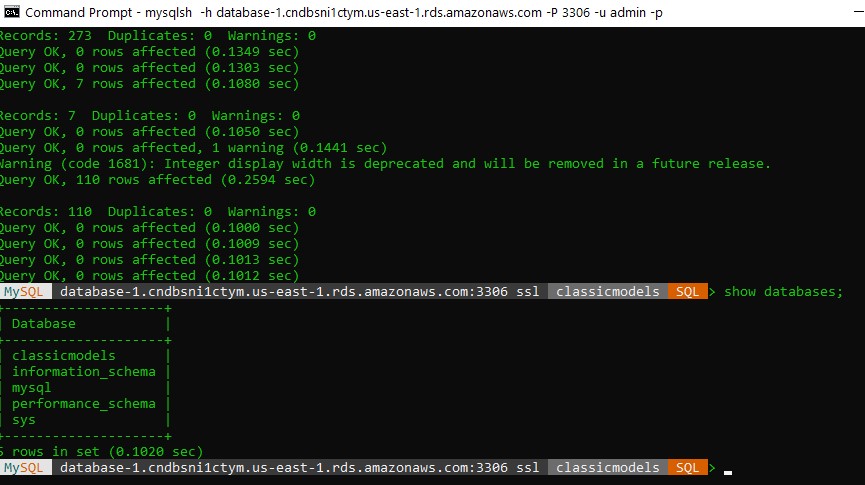 Command Prompt - mysqlsh -h database-1.cndbsni1ctym.us-east-1.rds.amazonaws.com -P 3306 -u admin -p
Records: 273  Duplicates: 0  Warnings: 0
Query OK, 0 rows affected (0.1349 sec)
Query OK, 0 rows affected (0.1303 sec)
Query OK, 7 rows affected (0.1080 sec)

Records: 7  Duplicates: 0  Warnings: 0
Query OK, 0 rows affected (0.1050 sec)
Query OK, 0 rows affected, 1 warning (0.1441 sec)
Warning (code 1681): Integer display width is deprecated and will be removed in a future release.
Query OK, 110 rows affected (0.2594 sec)

Records: 110  Duplicates: 0  Warnings: 0
Query OK, 0 rows affected (0.1000 sec)
Query OK, 0 rows affected (0.1009 sec)
Query OK, 0 rows affected (0.1013 sec)
Query OK, 0 rows affected (0.1012 sec)
MySQL database-1.cndbsni1ctym.us-east-1.rds.amazonaws.com:3306 ssl classicmodels SQL > show databases;
+--------------------+
| Database           |
+--------------------+
| classicmodels      |
| information_schema |
| mysql              |
| performance_schema |
| sys                |
+--------------------+
5 rows in set (0.1020 sec)
MySQL database-1.cndbsni1ctym.us-east-1.rds.amazonaws.com:3306 ssl classicmodels SQL > _